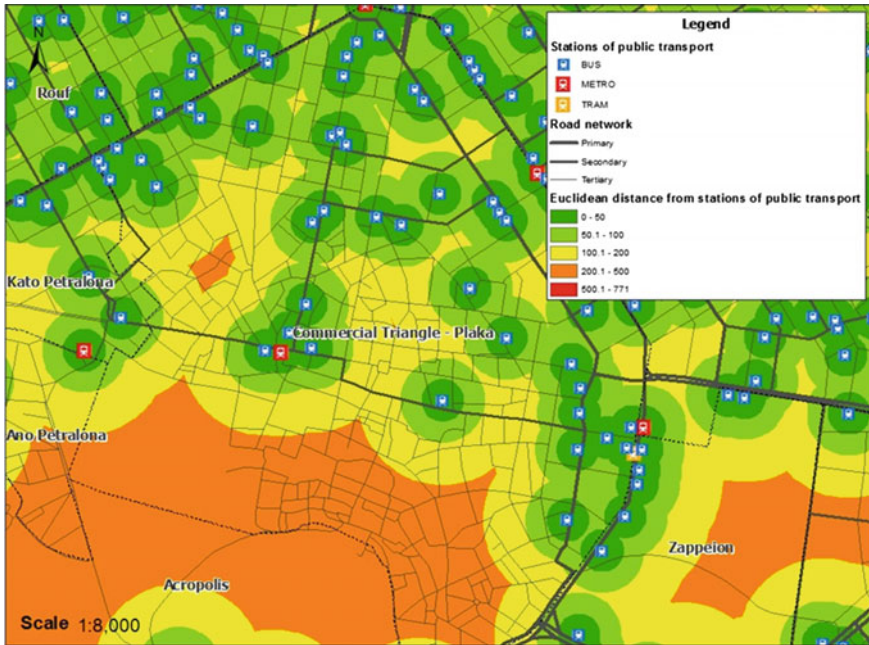 N
Rouf
Kato Petralona
Commercial Triangle - Plaka
Ano Petralona
Zappeion
Acropolis
Scale 1:8,000
Legend
Stations of public transport
BUS
METRO
TRAM
Road network
Primary
Secondary
Tertiary
Euclidean distance from stations of public transport
0 - 50
50.1 - 100
100.1 - 200
200.1 - 500
500.1 - 771